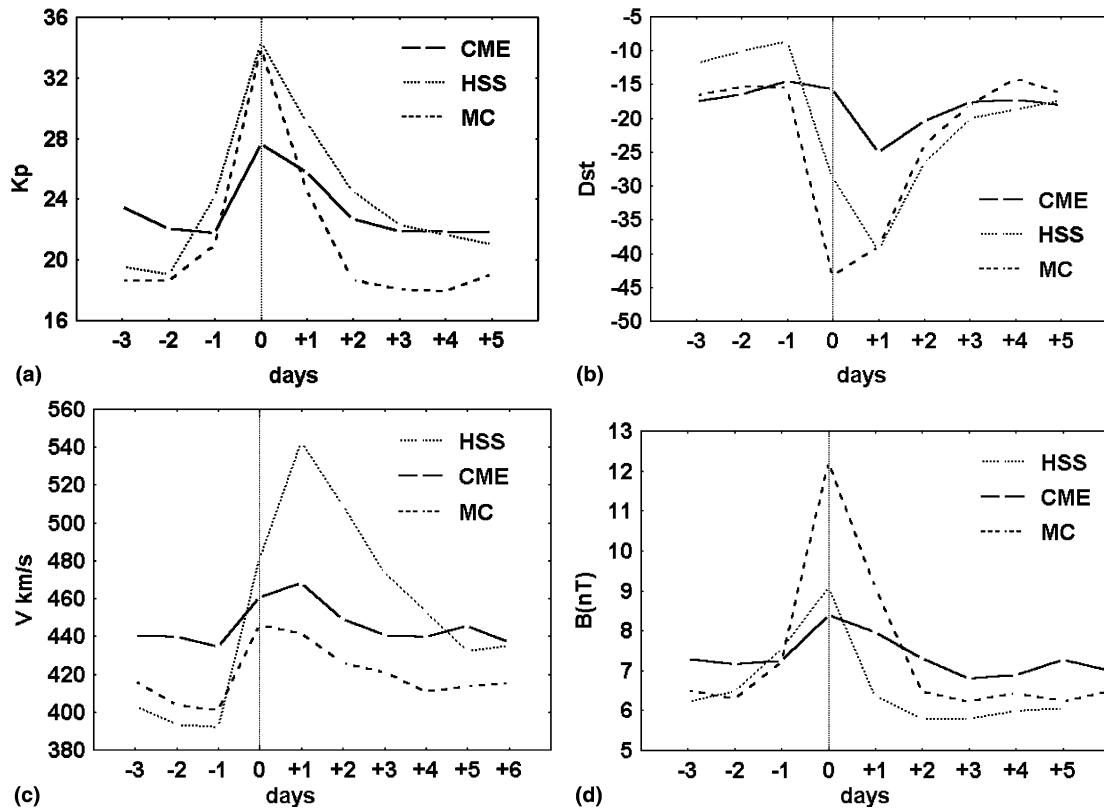 36
32
28
24
20
16
Kp
CME
HSS
MC
-3 -2 -1 0 +1 +2 +3 +4 +5
(a)
days
-5
-10
-15
-20
-25
-30
-35
-40
-45
-50
Dst
CME
HSS
MC
-3 -2 -1 0 +1 +2 +3 +4 +5
(b)
days
560
540
520
500
480
460
440
420
400
380
V km/s
HSS
CME
MC
-3 -2 -1 0 +1 +2 +3 +4 +5 +6
(c)
days
13
12
11
10
9
8
7
6
5
B(nT)
HSS
CME
MC
-3 -2 -1 0 +1 +2 +3 +4 +5
(d)
days